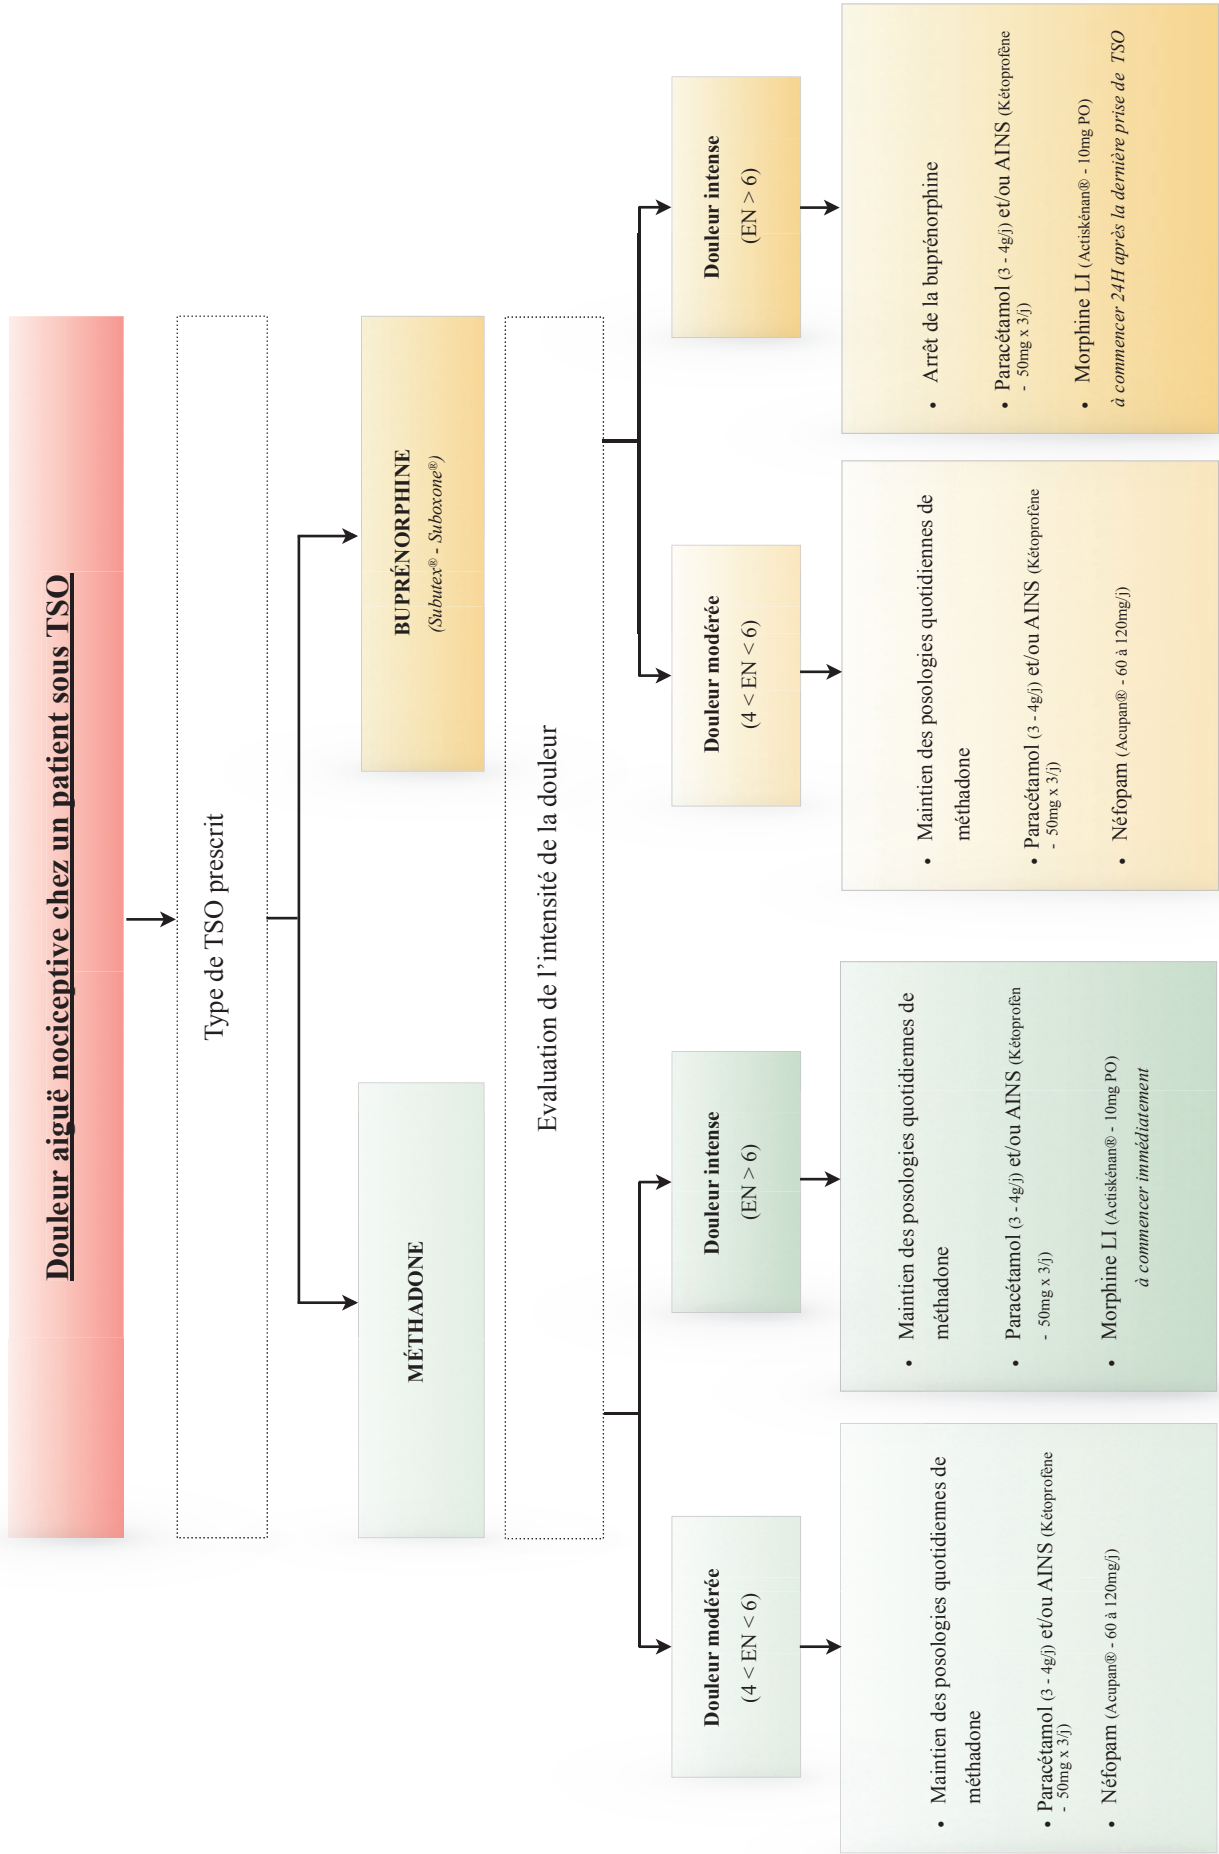 Douleur aiguë nociceptive chez un patient sous TSO
Type de TSO prescrit
MÉTHADONE
BUPRÉNORPHINE
(Subutex® - Suboxone®)
Evaluation de l'intensité de la douleur
Douleur modérée
(4 < EN < 6)
Douleur intense
(EN > 6)
Douleur modérée
(4 < EN < 6)
Douleur intense
(EN > 6)
• Maintien des posologies quotidiennes de
méthadone
• Paracétamol (3 - 4g/j) et/ou AINS (Kétoprofène
- 50mg x 3/j)
• Néfopam (Acupan® - 60 à 120mg/j)
• Maintien des posologies quotidiennes de
méthadone
• Paracétamol (3 - 4g/j) et/ou AINS (Kétoprofèn
- 50mg x 3/j)
• Morphine LI (Actiskénan® - 10mg PO)
à commencer immédiatement
• Maintien des posologies quotidiennes de
méthadone
• Paracétamol (3 - 4g/j) et/ou AINS (Kétoprofène
- 50mg x 3/j)
• Néfopam (Acupan® - 60 à 120mg/j)
• Arrêt de la buprénorphine
• Paracétamol (3 - 4g/j) et/ou AINS (Kétoprofène
- 50mg x 3/j)
• Morphine LI (Actiskénan® - 10mg PO)
à commencer 24H après la dernière prise de TSO